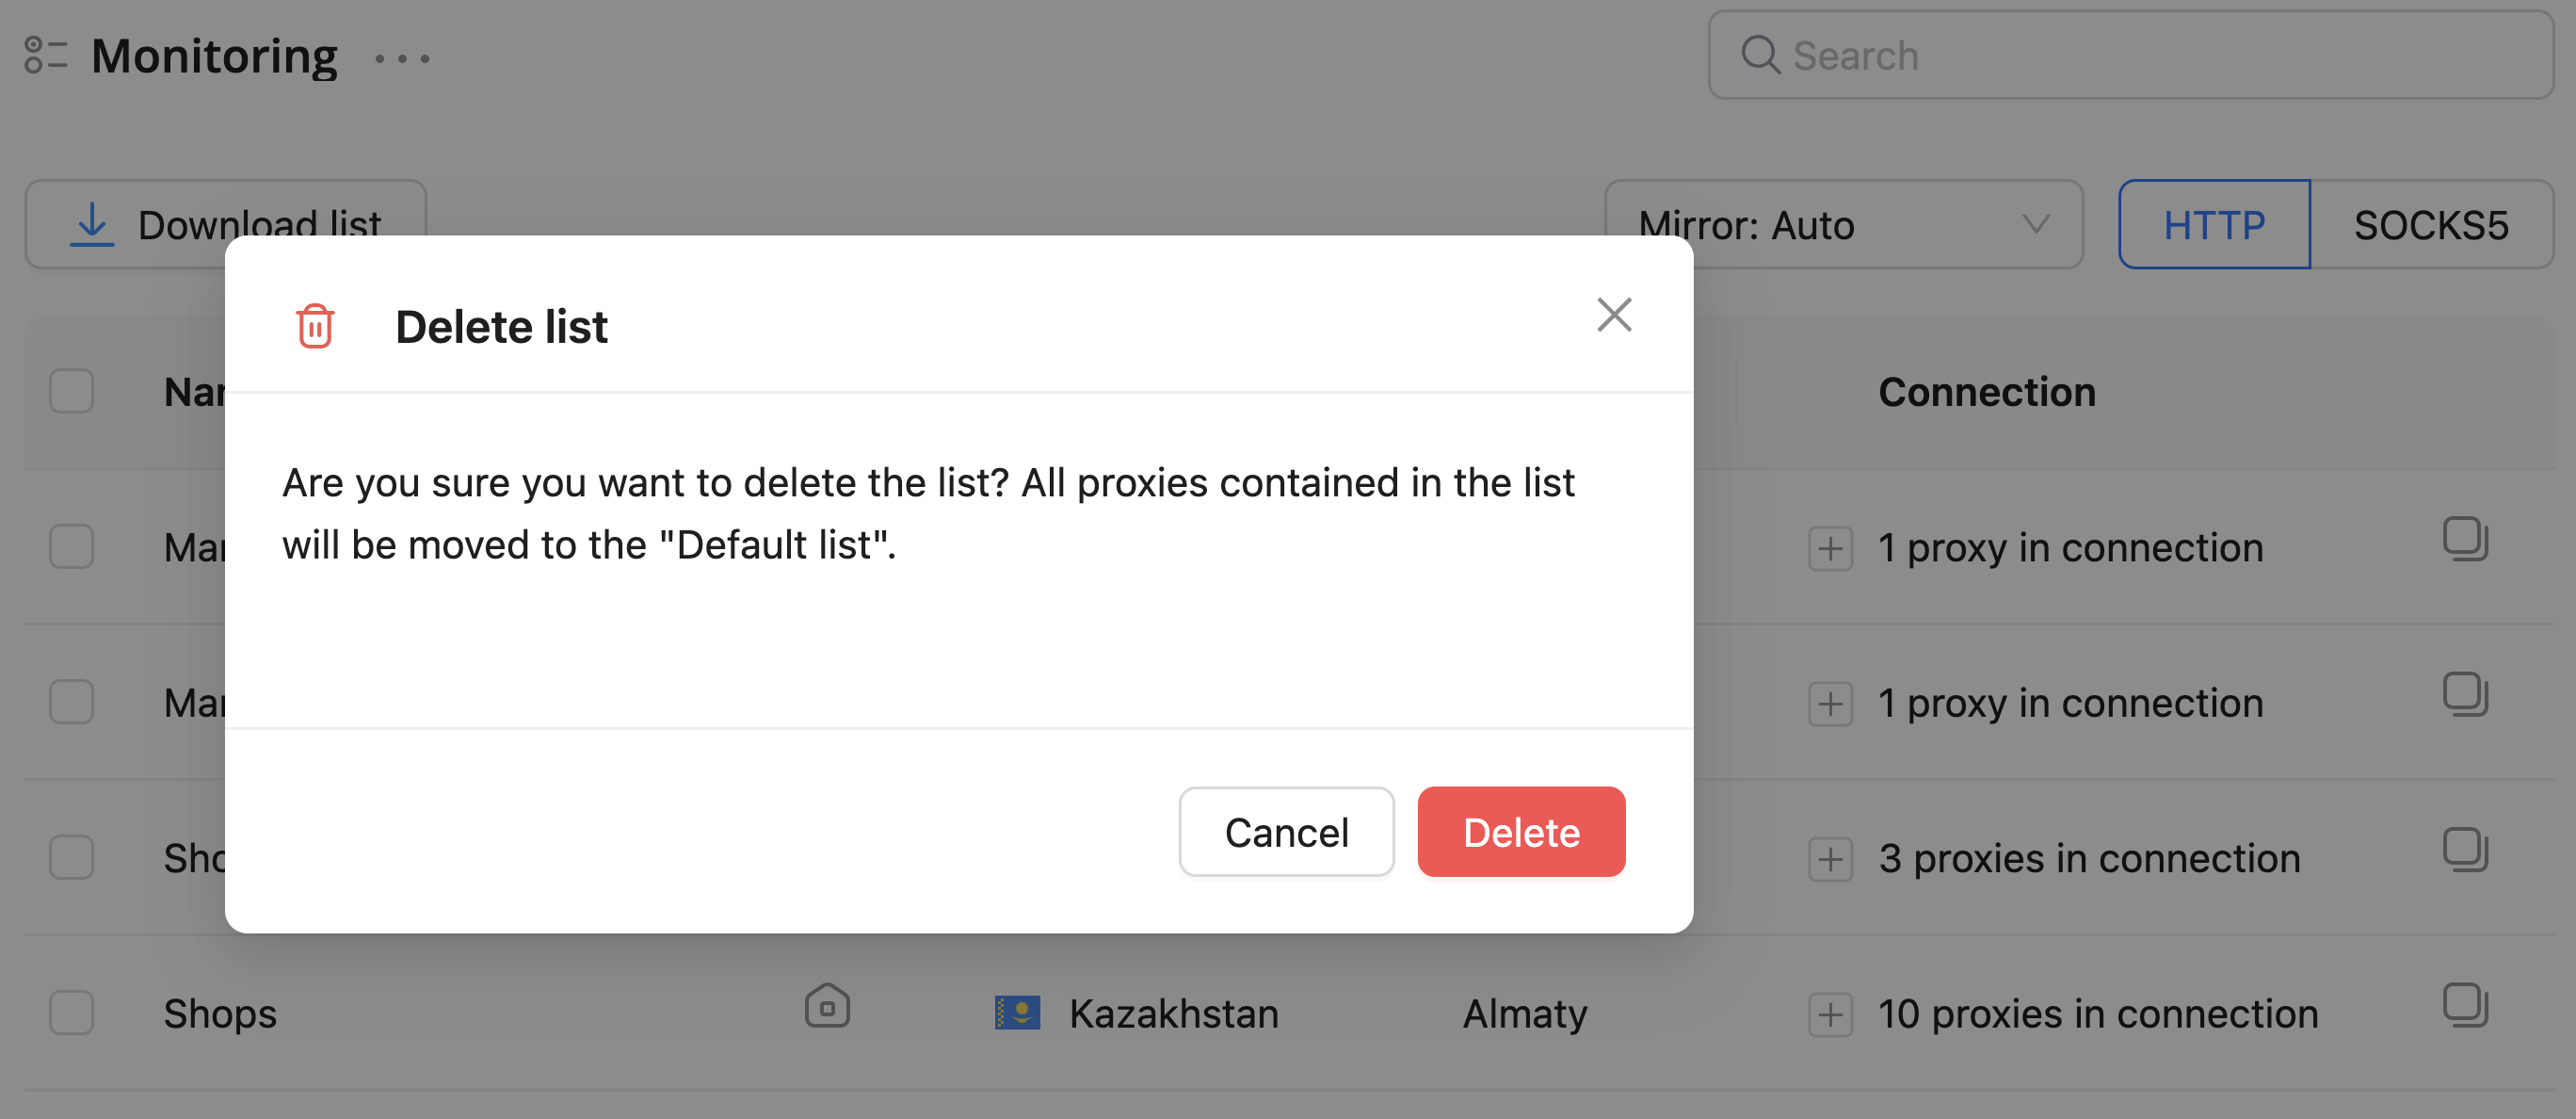 Monitoring
Search
Download list
Mirror: Auto
HTTP
SOCKS5
Delete list
Connection
Are you sure you want to delete the list? All proxies contained in the list
will be moved to the "Default list".
1 proxy in connection
1 proxy in connection
Cancel
Delete
3 proxies in connection
Shops
Kazakhstan
Almaty
10 proxies in connection